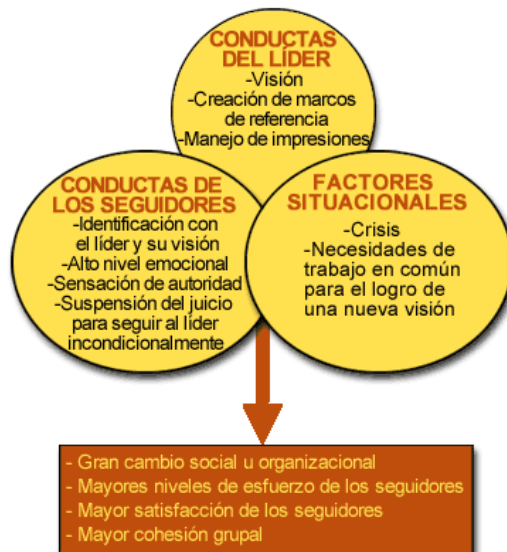 CONDUCTAS
DEL LÍDER
-Visión
-Creación de marcos
de referencia
-Manejo de impresiones
CONDUCTAS DE
LOS SEGUIDORES
-Identificación con
el líder y su visión
-Alto nivel emocional
-Sensación de autoridad
-Suspensión del juicio
para seguir al líder
incondicionalmente
FACTORES
SITUACIONALES
-Crisis
-Necesidades de
trabajo en común
para el logro de
una nueva visión
- Gran cambio social u organizacional
- Mayores niveles de esfuerzo de los seguidores
- Mayor satisfacción de los seguidores
- Mayor cohesión grupal